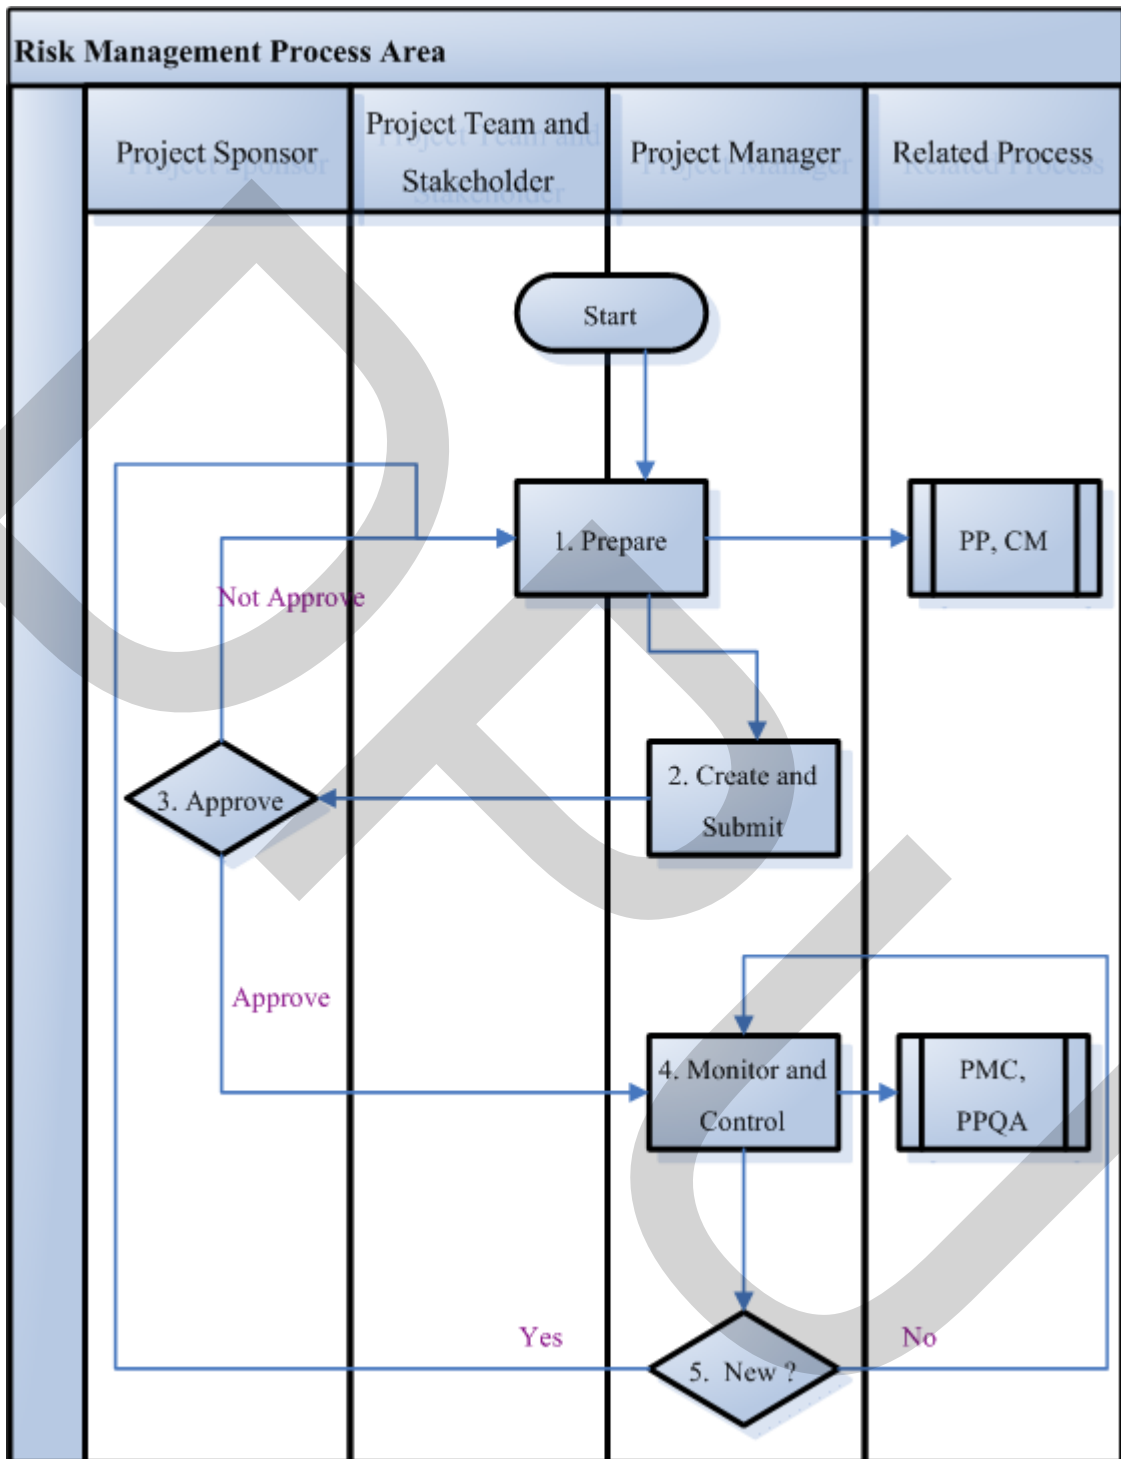 Risk Management Process Area
Project Sponsor
Project Team and
Stakeholder
Project Manager
Related Process
Start
1. Prepare
PP, CM
Not Approve
2. Create and
Submit
3. Approve
Approve
4. Monitor and
Control
PMC,
PPQA
Yes
No
5. New ?